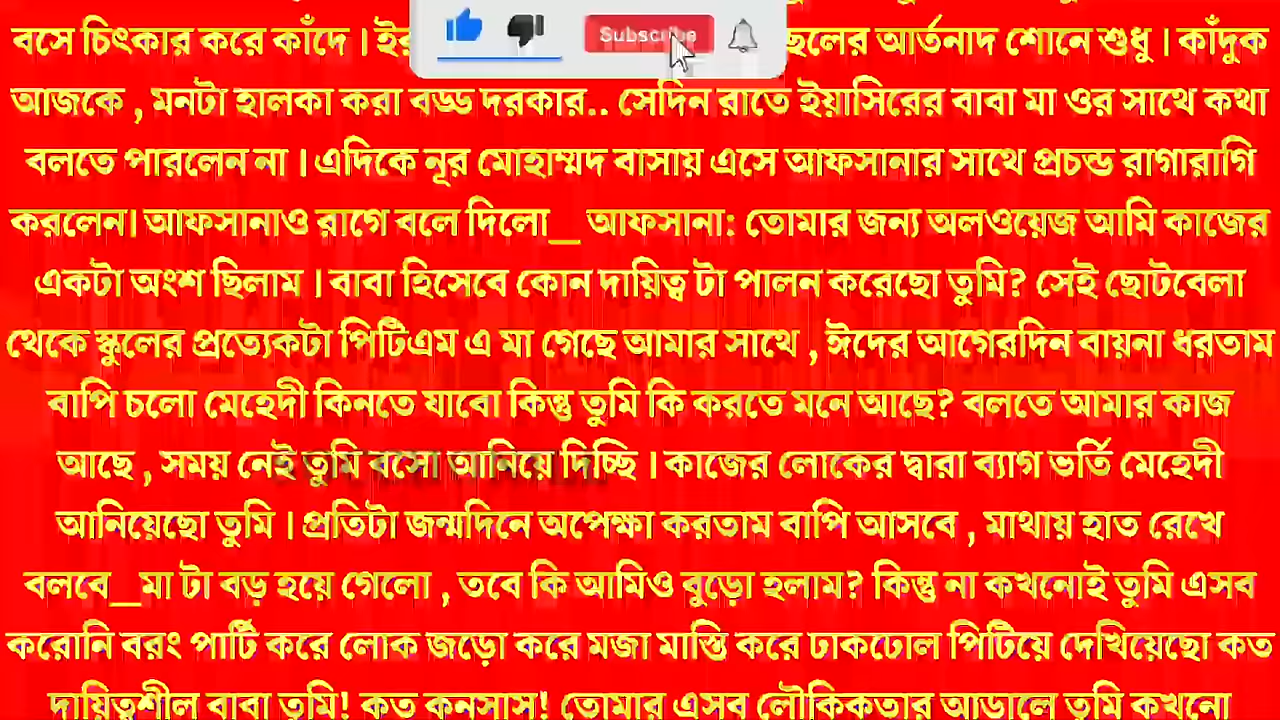 বসে চিৎকার করে কাঁদে । Subscribe ছেলের আর্তনাদ শোনে শুধু । কাঁদুক
আজকে , মনটা হালকা করা বড্ড দরকার.. সেদিন রাতে ইয়াসিরের বাবা মা ওর সাথে কথা
বলতে পারলেন না । এদিকে নূর মোহাম্মদ বাসায় এসে আফসানার সাথে প্রচন্ড রাগারাগি
করলেন। আফসানাও রাগে বলে দিলো_ আফসানা: তোমার জন্য অলওয়েজ আমি কাজের
একটা অংশ ছিলাম । বাবা হিসেবে কোন দায়িত্ব টা পালন করেছো তুমি? সেই ছোটবেলা
থেকে স্কুলের প্রত্যেকটা পিটিএম এ মা গেছে আমার সাথে , ঈদের আগেরদিন বায়না ধরতাম
বাপি চলো মেহেদী কিনতে যাবো কিন্তু তুমি কি করতে মনে আছে? বলতে আমার কাজ
আছে , সময় নেই তুমি বসো আনিয়ে দিচ্ছি । কাজের লোকের দ্বারা ব্যাগ ভর্তি মেহেদী
আনিয়েছো তুমি । প্রতিটা জন্মদিনে অপেক্ষা করতাম বাপি আসবে , মাথায় হাত রেখে
বলবে_মা টা বড় হয়ে গেলো , তবে কি আমিও বুড়ো হলাম? কিন্তু না কখনোই তুমি এসব
করোনি বরং পার্টি করে লোক জড়ো করে মজা মাস্তি করে ঢাকঢোল পিটিয়ে দেখিয়েছো কত
দায়িত্বশীল বাবা তুমি! কত কনসাস! তোমার এসব লৌকিকতার আড়ালে তুমি কখনো